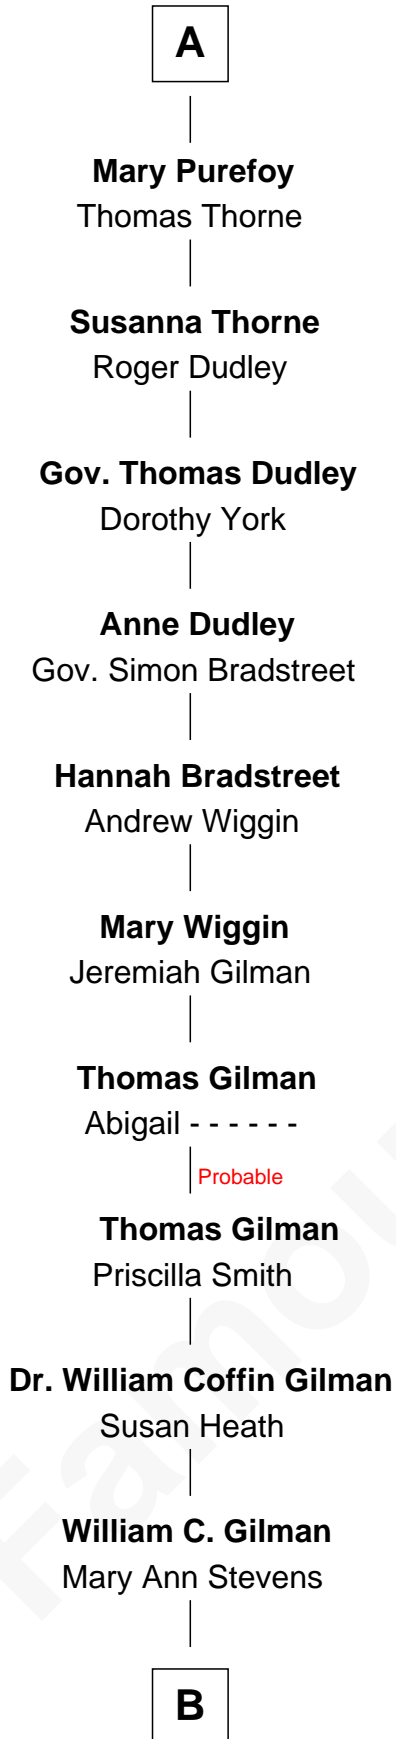 A
Mary Purefoy
Thomas Thorne
Susanna Thorne
Roger Dudley
Gov. Thomas Dudley
Dorothy York
Anne Dudley
Gov. Simon Bradstreet
Hannah Bradstreet
Andrew Wiggin
Mary Wiggin
Jeremiah Gilman
Thomas Gilman
Abigail - - - - - -
Probable
Thomas Gilman
Priscilla Smith
Dr. William Coffin Gilman
Susan Heath
William C. Gilman
Mary Ann Stevens
B